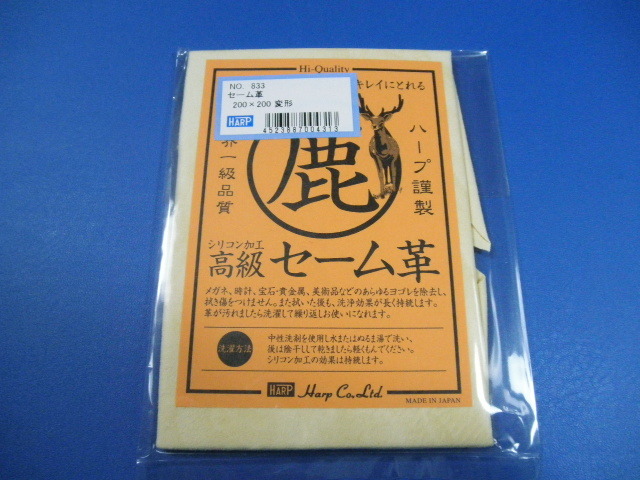 Hi-Quality
キレイにとれる
NO. 833
セーム革
200×200 変形
HARP
4523887004313
鹿
ハープ謹製
界一級品質
シリコン加工
高級セーム革
メガネ、時計、宝石・貴金属、美術品などのあらゆるヨゴレを除去し、
拭き傷をつけません。また拭いた後も、洗浄効果が長く持続します。
革が汚れましたら洗濯して繰り返しお使いになれます。
洗濯方法
中性洗剤を使用し水またはぬるま湯で洗い、
後は陰干しして乾きましたら軽くもんでください。
シリコン加工の効果は持続します。
HARP Harp Co.Ltd
MADE IN JAPAN